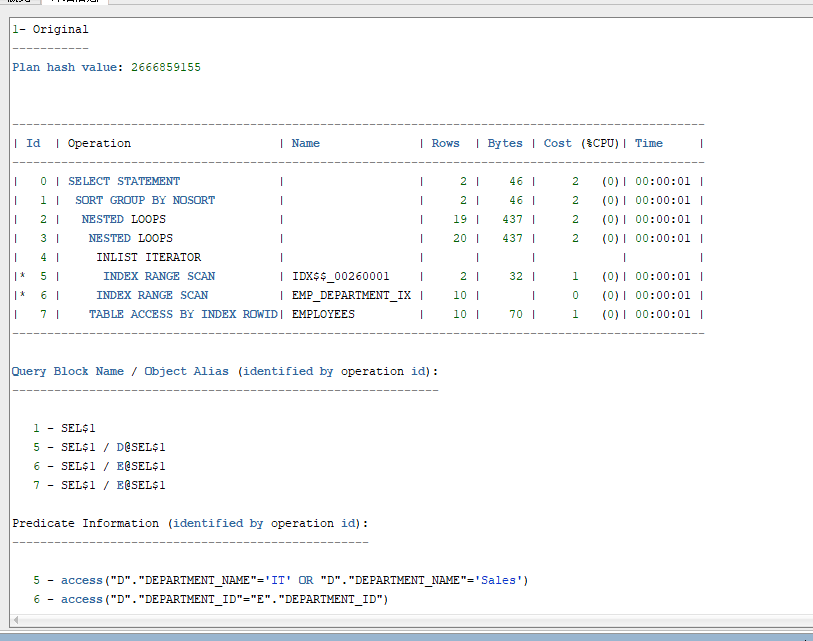 1- Original
-----------
Plan hash value: 2666859155
---------------------------------------------------------------------------------------------------
| Id  | Operation                      | Name              | Rows  | Bytes | Cost (%CPU)| Time     |
---------------------------------------------------------------------------------------------------
|   0 | SELECT STATEMENT               |                   |     2 |    46 |     2   (0)| 00:00:01 |
|   1 |  SORT GROUP BY NOSORT          |                   |     2 |    46 |     2   (0)| 00:00:01 |
|   2 |   NESTED LOOPS                 |                   |    19 |   437 |     2   (0)| 00:00:01 |
|   3 |    NESTED LOOPS                |                   |    20 |   437 |     2   (0)| 00:00:01 |
|   4 |     INLIST ITERATOR            |                   |       |       |            |          |
|*  5 |      INDEX RANGE SCAN          | IDX$$_00260001    |     2 |    32 |     1   (0)| 00:00:01 |
|*  6 |     INDEX RANGE SCAN           | EMP_DEPARTMENT_IX |    10 |       |     0   (0)| 00:00:01 |
|   7 |    TABLE ACCESS BY INDEX ROWID| EMPLOYEES         |    10 |    70 |     1   (0)| 00:00:01 |
---------------------------------------------------------------------------------------------------
Query Block Name / Object Alias (identified by operation id):
-------------------------------------------------------------
1 - SEL$1
5 - SEL$1 / D@SEL$1
6 - SEL$1 / E@SEL$1
7 - SEL$1 / E@SEL$1
Predicate Information (identified by operation id):
---------------------------------------------------
5 - access("D"."DEPARTMENT_NAME"='IT' OR "D"."DEPARTMENT_NAME"='Sales')
6 - access("D"."DEPARTMENT_ID"="E"."DEPARTMENT_ID")